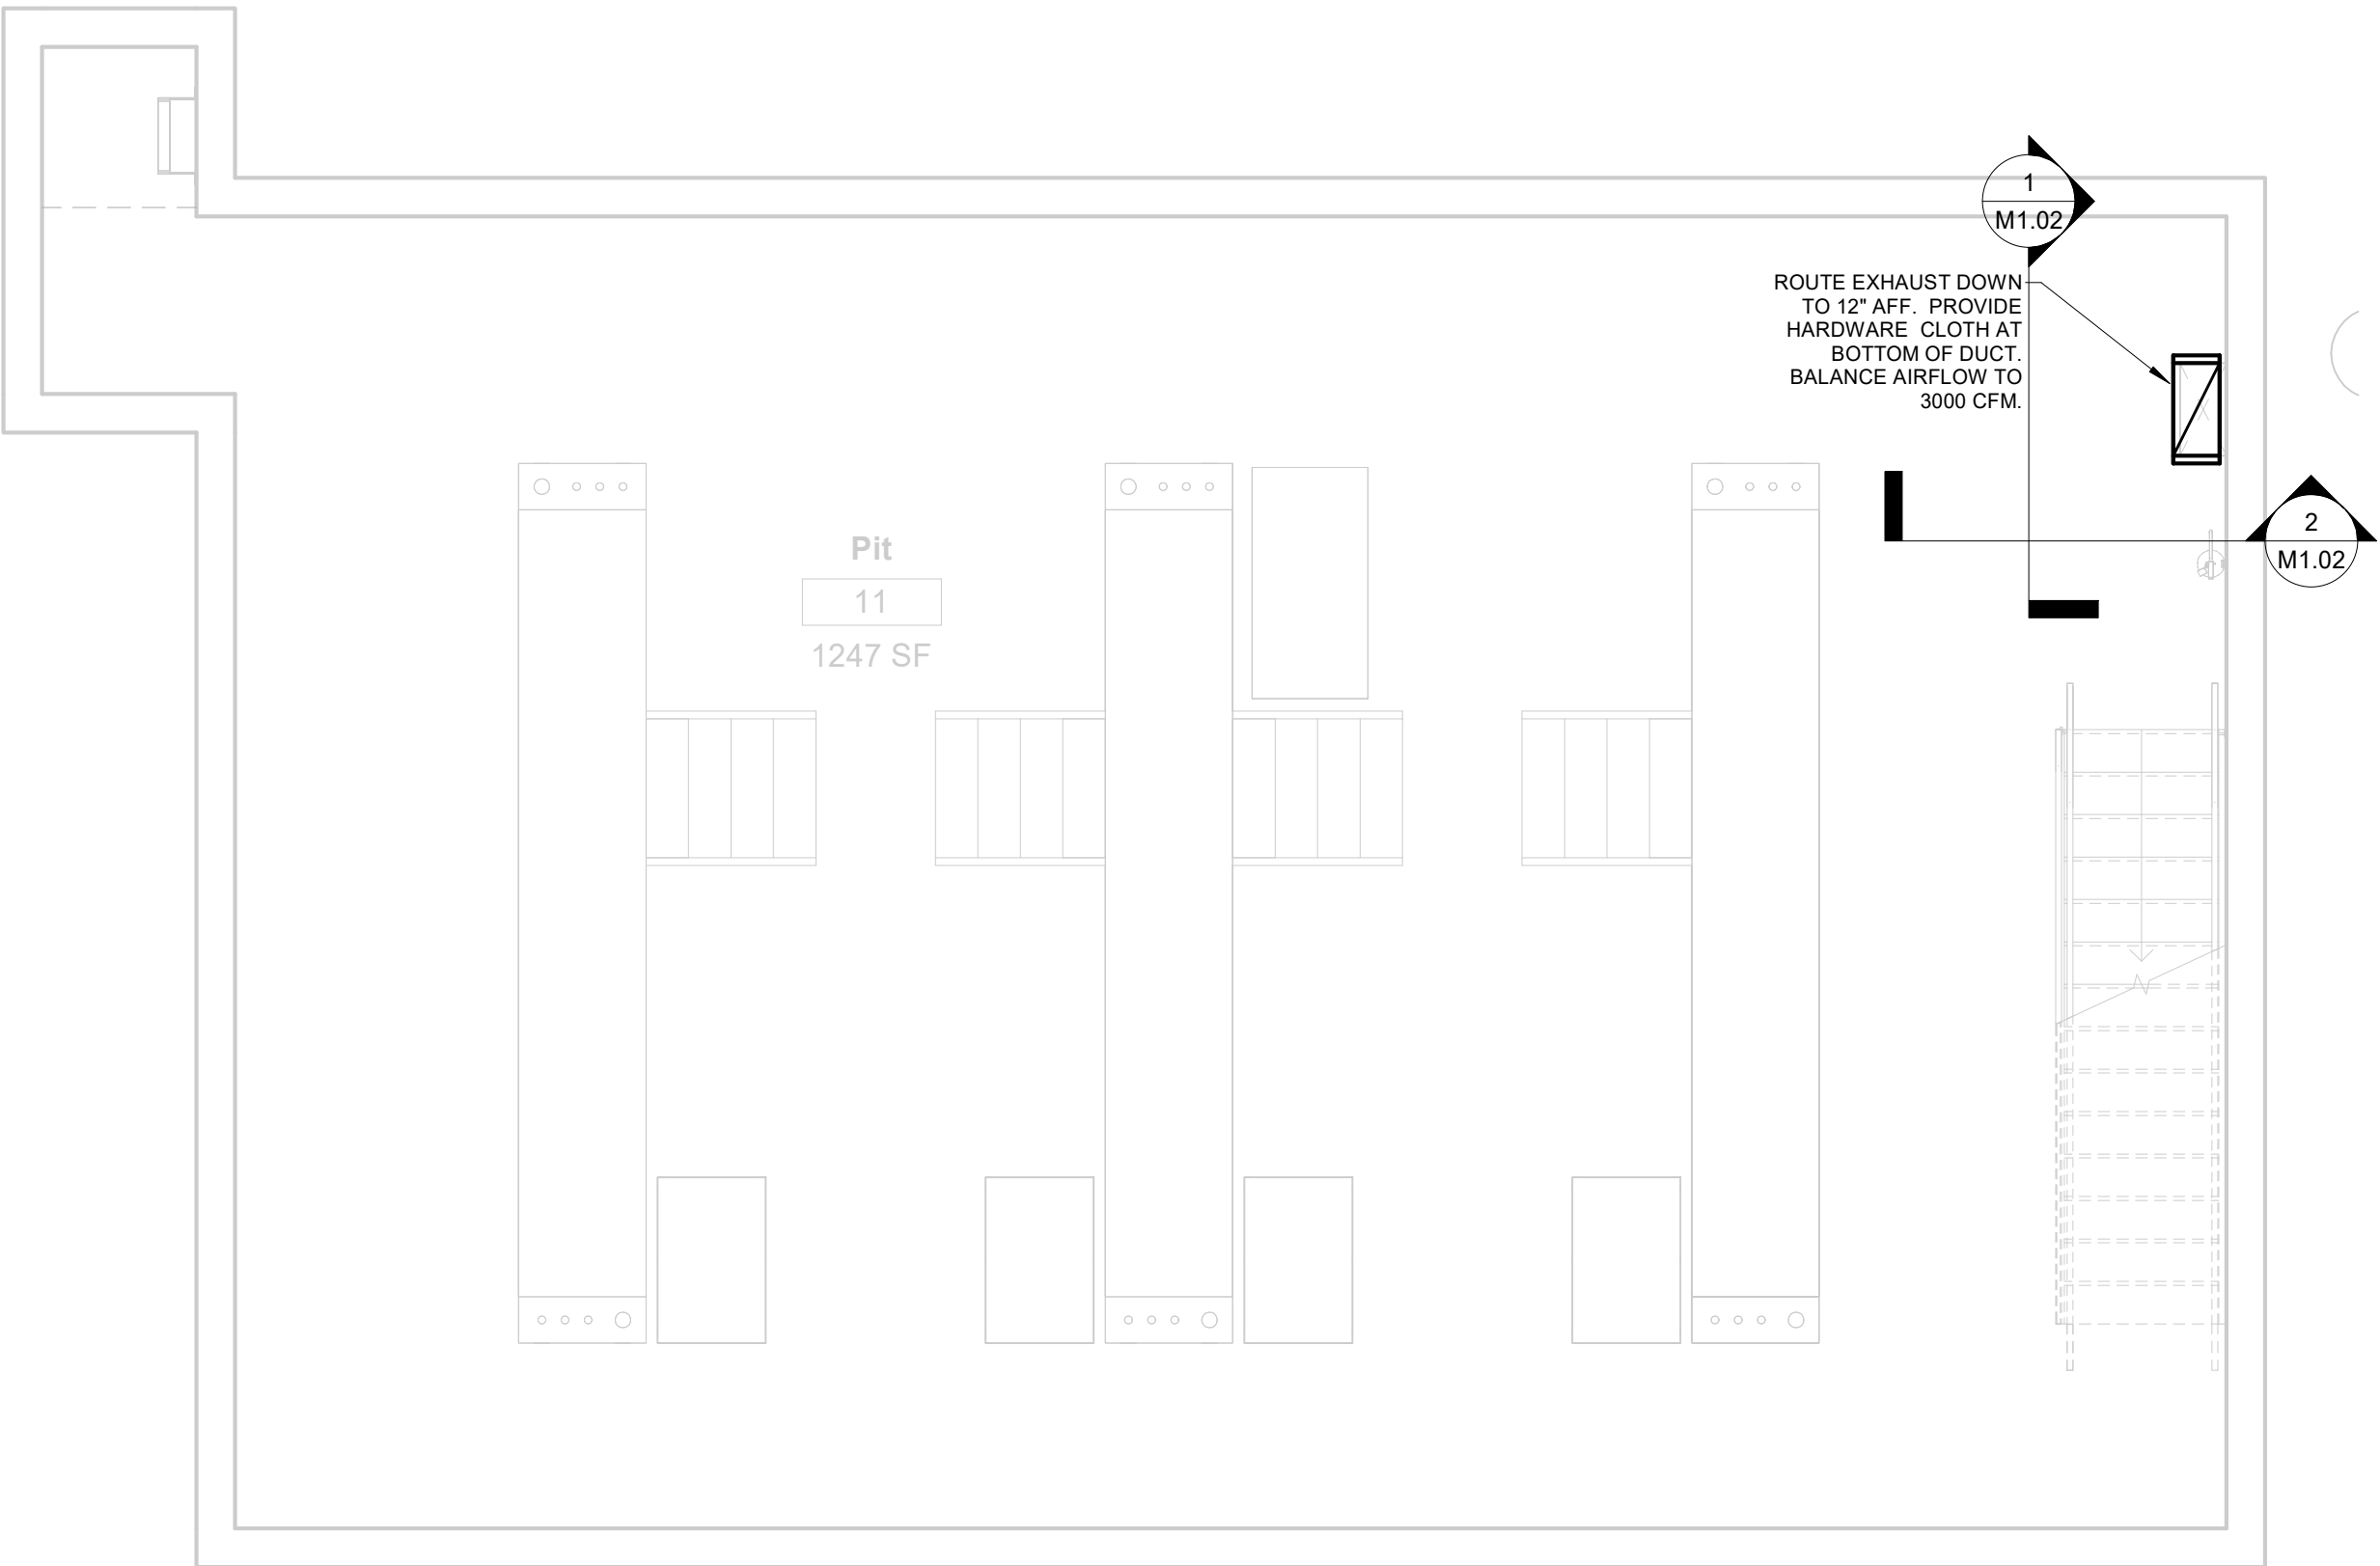 1
M1.02
ROUTE EXHAUST DOWN
TO 12" AFF. PROVIDE
HARDWARE CLOTH AT
BOTTOM OF DUCT.
BALANCE AIRFLOW TO
3000 CFM.
2
M1.02
Pit
11
1247 SF